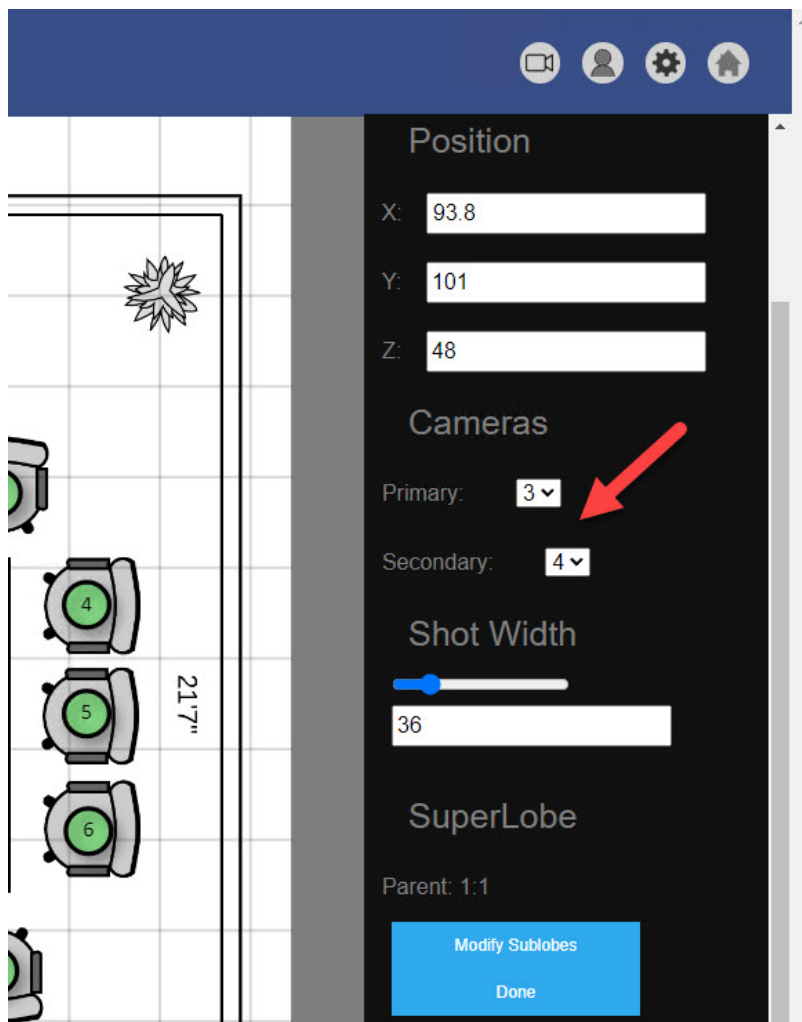 Position
X: 93.8
Y: 101
Z: 48
Cameras
Primary: 3
Secondary: 4
Shot Width
36
SuperLobe
Parent: 1:1
Modify Sublobes
Done
4
5
6
21'7"